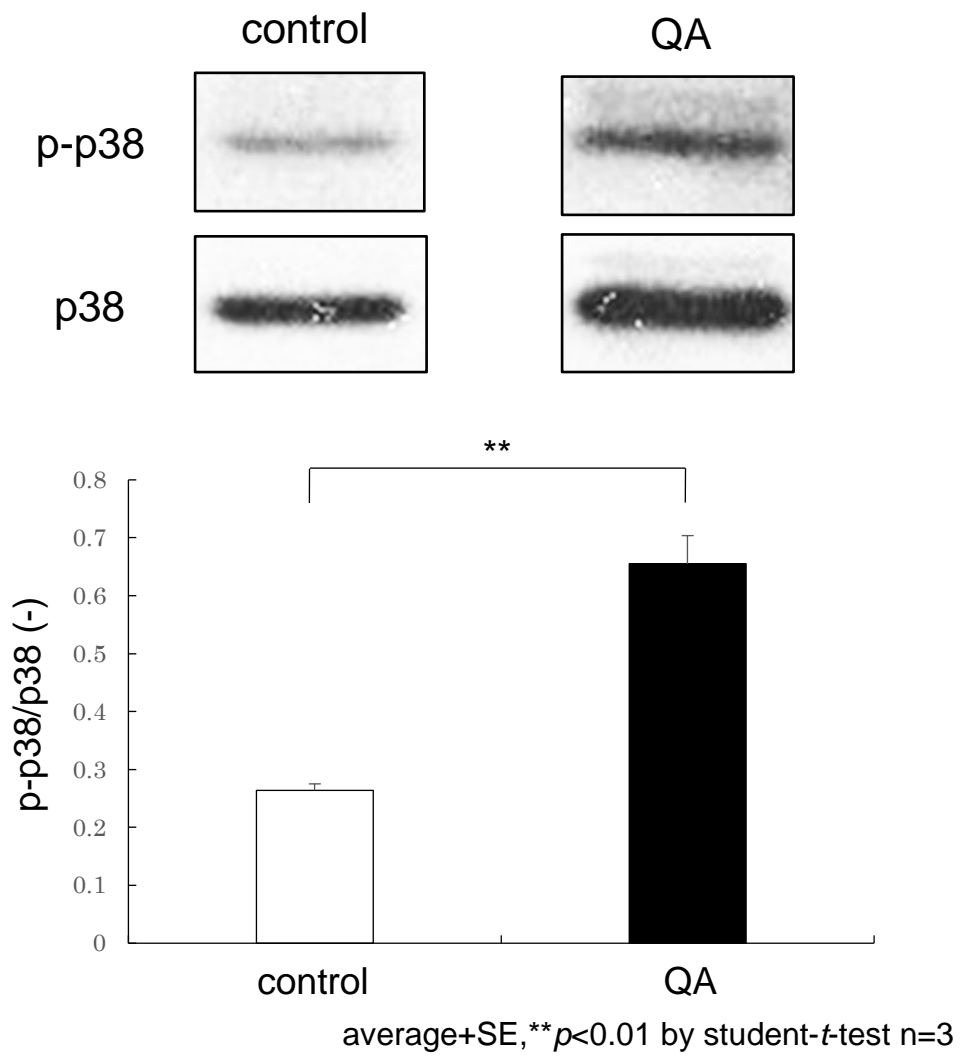 control QA
p-p38
p38
**
0.8
0.7
0.6
0.5
0.4
0.3
0.2
0.1
0
p-p38/p38 (-)
control QA
average+SE,**p<0.01 by student-t-test n=3